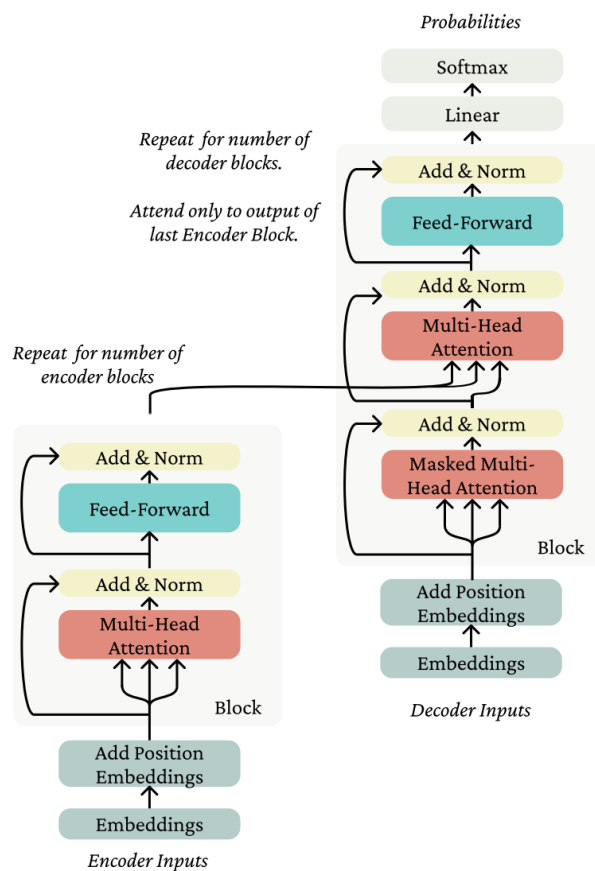 Probabilities
Softmax
Linear
Repeat for number of
decoder blocks.
Add & Norm
Attend only to output of
last Encoder Block.
Feed-Forward
Add & Norm
Multi-Head
Attention
Repeat for number of
encoder blocks
Add & Norm
Masked Multi-
Head Attention
Block
Add Position
Embeddings
Embeddings
Decoder Inputs
Add & Norm
Feed-Forward
Add & Norm
Multi-Head
Attention
Block
Add Position
Embeddings
Embeddings
Encoder Inputs